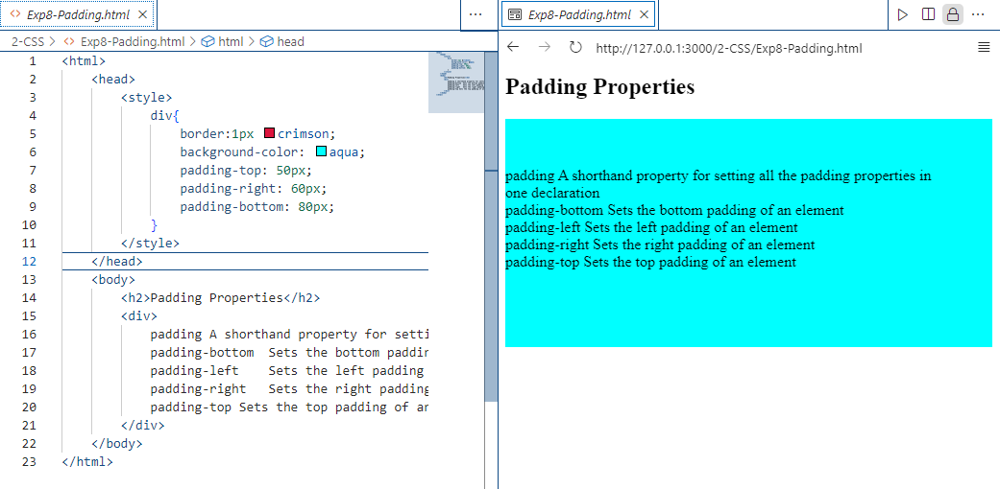 Exp8-Padding.html
2-CSS > Exp8-Padding.html > html > head
1 <html>
2 <head>
3 <style>
4 div{
5 border:1px crimson;
6 background-color: aqua;
7 padding-top: 50px;
8 padding-right: 60px;
9 padding-bottom: 80px;
10 }
11 </style>
12 </head>
13 <body>
14 <h2>Padding Properties</h2>
15 <div>
16 padding A shorthand property for setti
17 padding-bottom Sets the bottom paddin
18 padding-left Sets the left padding
19 padding-right Sets the right padding
20 padding-top Sets the top padding of an
21 </div>
22 </body>
23 </html>
Exp8-Padding.html
http://127.0.0.1:3000/2-CSS/Exp8-Padding.html
Padding Properties
padding A shorthand property for setting all the padding properties in
one declaration
padding-bottom Sets the bottom padding of an element
padding-left Sets the left padding of an element
padding-right Sets the right padding of an element
padding-top Sets the top padding of an element